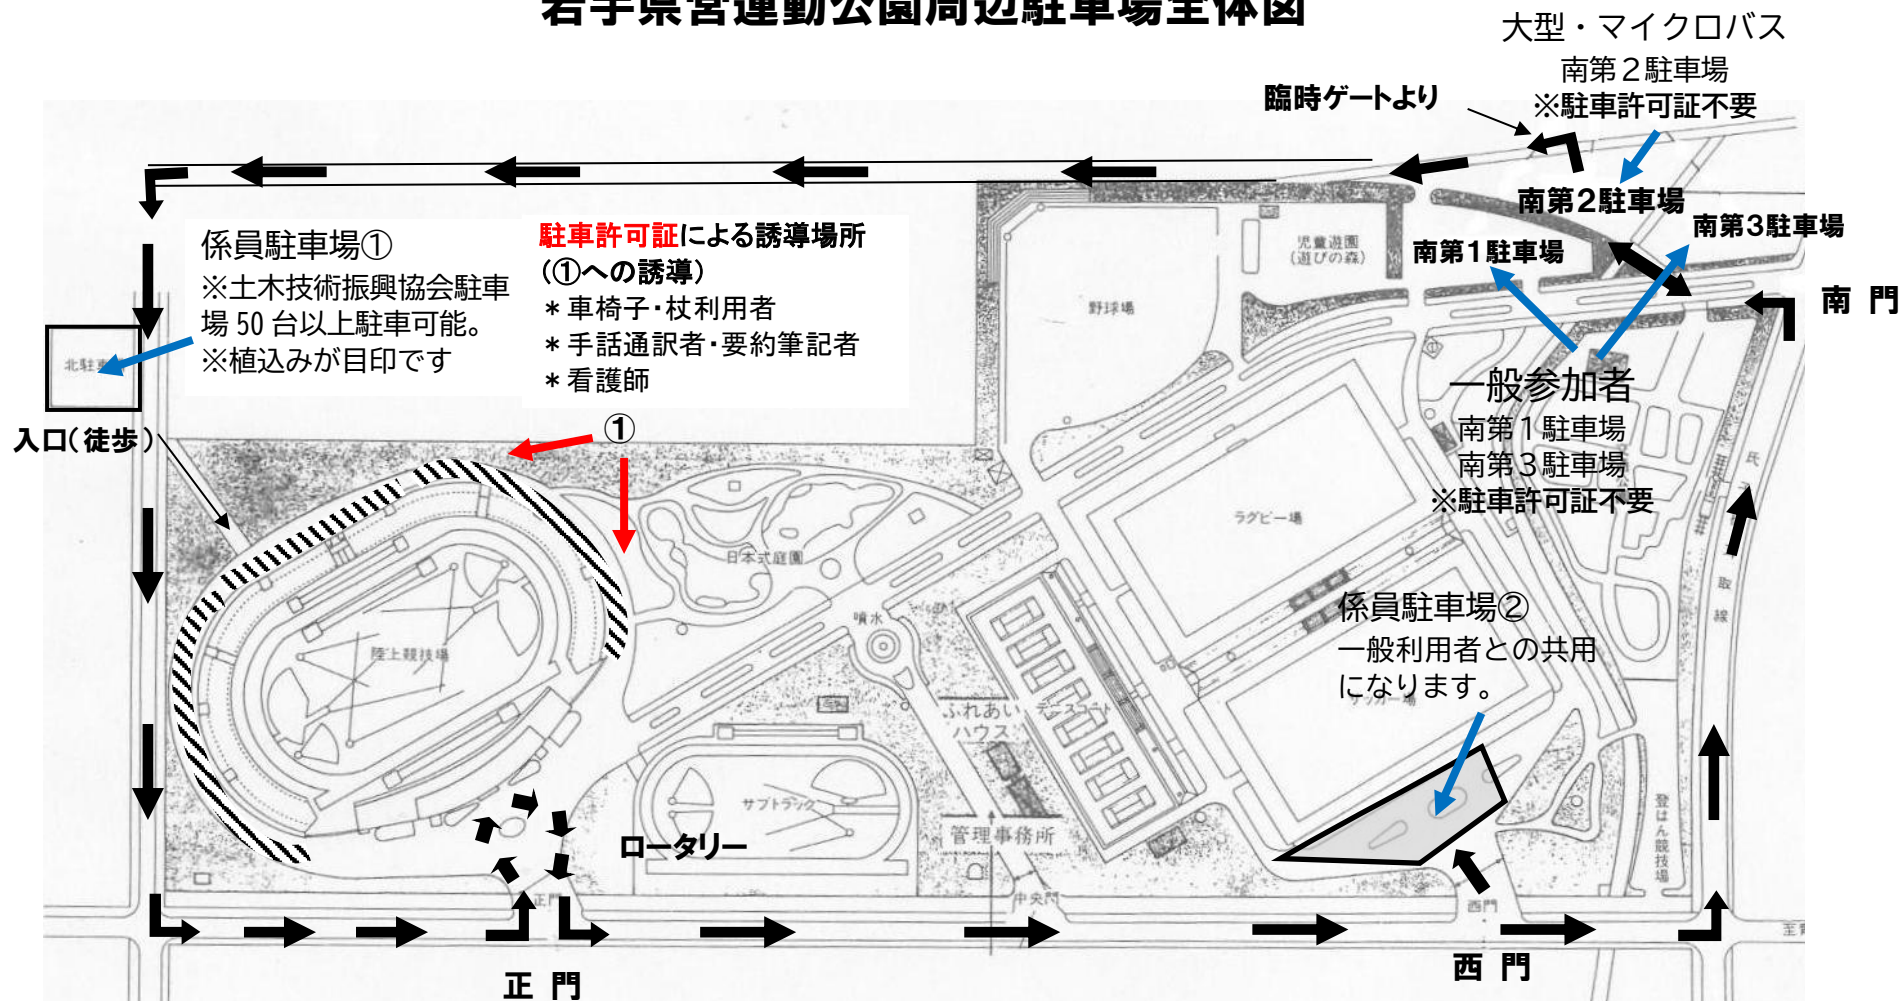 岩手県営運動公園周辺駐車場全体図
大型・マイクロバス
南第2駐車場
※駐車許可証不要
臨時ゲートより
南第2駐車場
南第3駐車場
南第1駐車場
南 門
係員駐車場①
※土木技術振興協会駐車
場 50 台以上駐車可能。
※植込みが目印です
駐車許可証による誘導場所
(①への誘導)
*車椅子・杖利用者
*手話通訳者・要約筆記者
*看護師
①
児童遊園
(遊びの森)
野球場
北駐車
入口(徒歩)
一般参加者
南第1駐車場
南第3駐車場
※駐車許可証不要
ラグビー場
日本式庭園
噴水
陸上競技場
係員駐車場②
一般利用者との共用
になります。
サッカー場
取
線
ふれあい
ハウス
テニスコート
サブトラック
ロータリー
管理事務所
登はん競技場
正門
中央門
西門
正 門
西 門